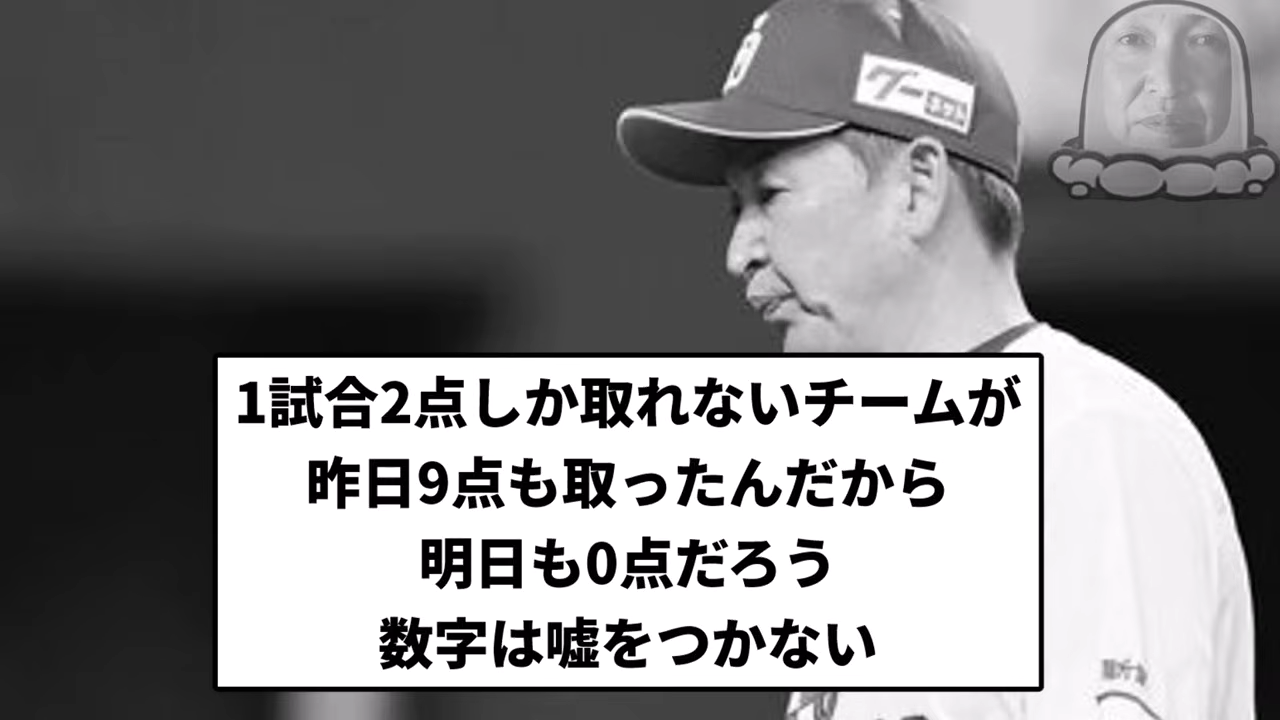 グー
1試合2点しか取れないチームが
昨日9点も取ったんだから
明日も0点だろう
数字は嘘をつかない